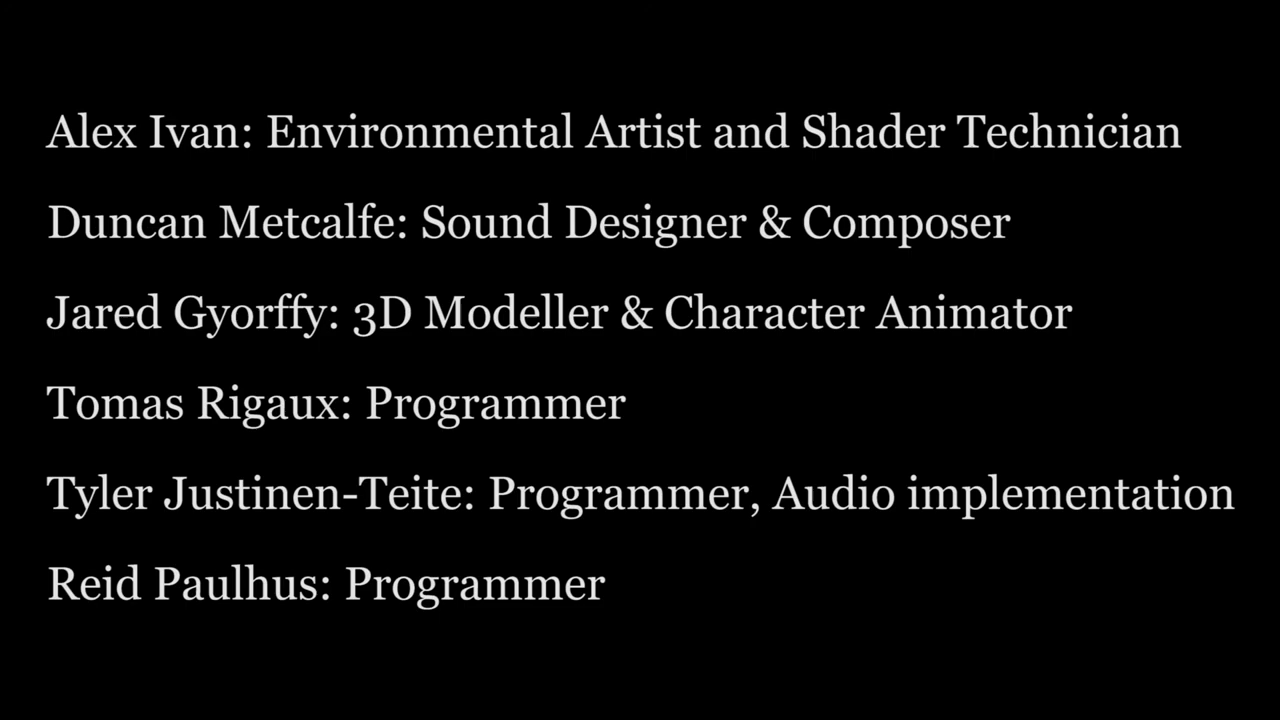 Alex Ivan: Environmental Artist and Shader Technician
Duncan Metcalfe: Sound Designer & Composer
Jared Gyorffy: 3D Modeller & Character Animator
Tomas Rigaux: Programmer
Tyler Justinen-Teite: Programmer, Audio implementation
Reid Paulhus: Programmer